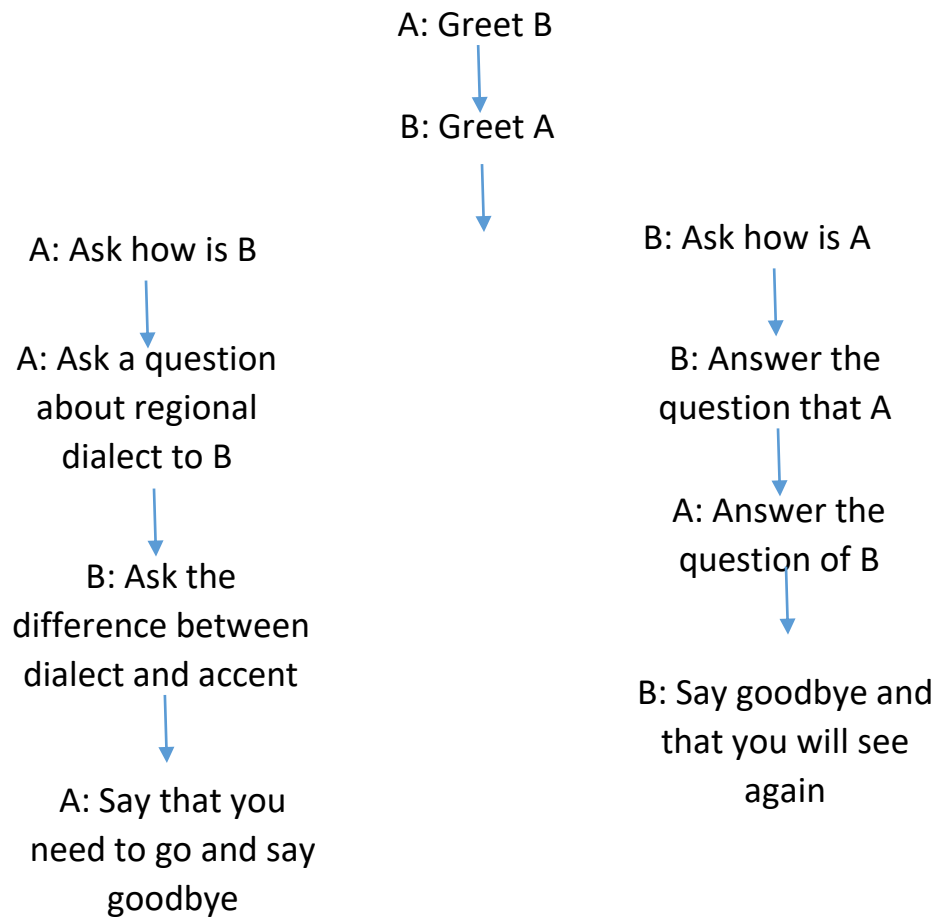 A: Greet B
B: Greet A
A: Ask how is B
A: Ask a question
about regional
dialect to B
B: Ask the
difference between
dialect and accent
A: Say that you
need to go and say
goodbye
B: Ask how is A
B: Answer the
question that A
A: Answer the
question of B
B: Say goodbye and
that you will see
again